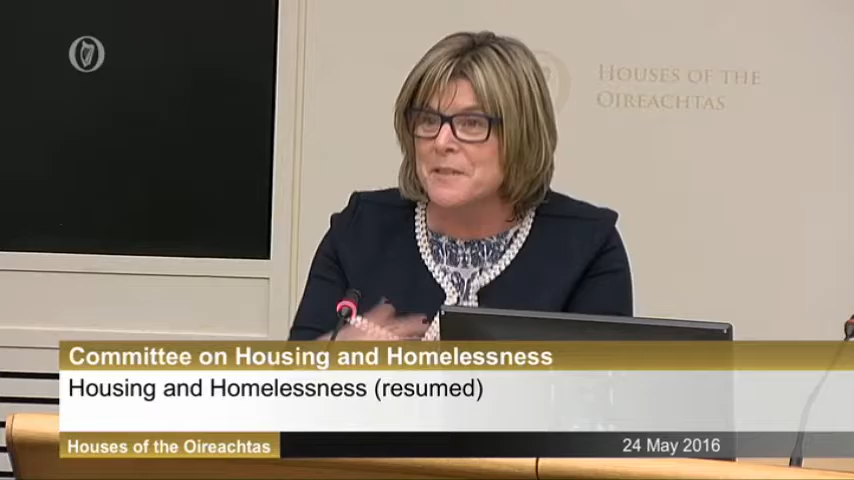 HOUSES OF THE
OIREACHTAS
Committee on Housing and Homelessness
Housing and Homelessness (resumed)
Houses of the Oireachtas
24 May 2016